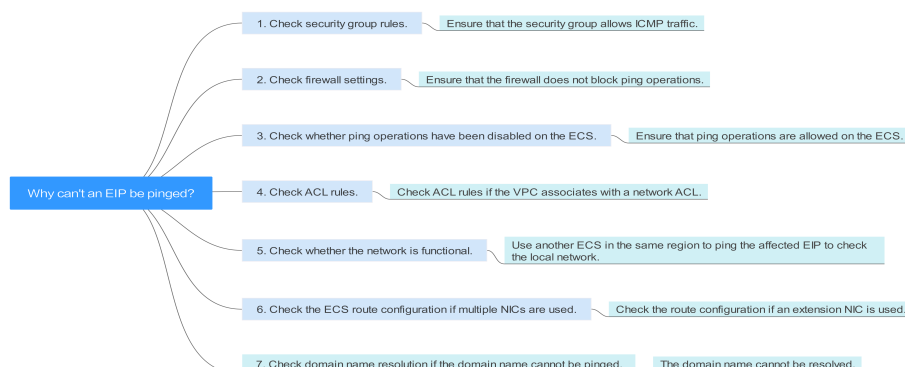 1. Check security group rules.
Ensure that the security group allows ICMP traffic.
2. Check firewall settings.
Ensure that the firewall does not block ping operations.
3. Check whether ping operations have been disabled on the ECS.
Ensure that ping operations are allowed on the ECS.
Why can't an EIP be pinged?
4. Check ACL rules.
Check ACL rules if the VPC associates with a network ACL.
5. Check whether the network is functional.
Use another ECS in the same region to ping the affected EIP to check
the local network.
6. Check the ECS route configuration if multiple NICs are used.
Check the route configuration if an extension NIC is used.
7. Check domain name resolution if the domain name cannot be pinged.
The domain name cannot be resolved.